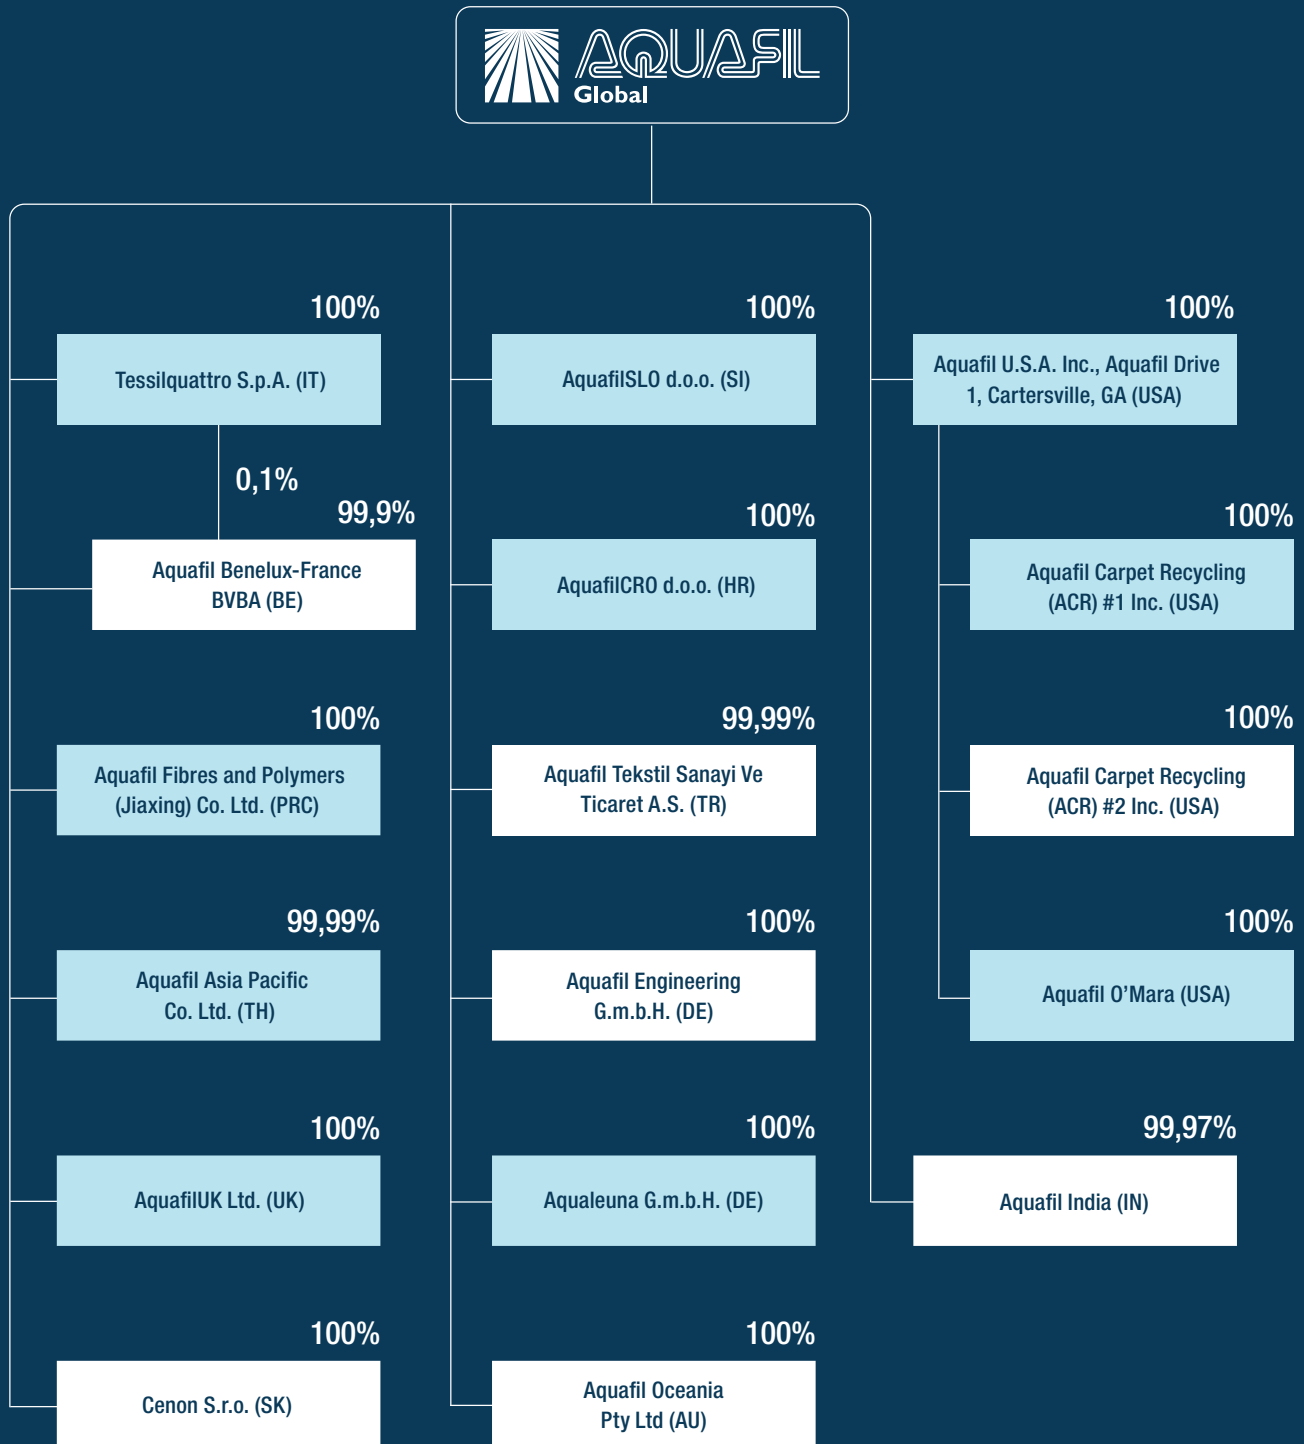 AQUAFIL
Global
100%
Tessilquattro S.p.A. (IT)
0,1%
99,9%
Aquafil Benelux-France
BVBA (BE)
100%
Aquafil Fibres and Polymers
(Jiaxing) Co. Ltd. (PRC)
99,99%
Aquafil Asia Pacific
Co. Ltd. (TH)
100%
AquafilUK Ltd. (UK)
100%
Cenon S.r.o. (SK)
100%
AquafilSLO d.o.o. (SI)
100%
AquafilCRO d.o.o. (HR)
99,99%
Aquafil Tekstil Sanayi Ve
Ticaret A.S. (TR)
100%
Aquafil Engineering
G.m.b.H. (DE)
100%
Aqualeuna G.m.b.H. (DE)
100%
Aquafil Oceania
Pty Ltd (AU)
100%
Aquafil U.S.A. Inc., Aquafil Drive
1, Cartersville, GA (USA)
100%
Aquafil Carpet Recycling
(ACR) #1 Inc. (USA)
100%
Aquafil Carpet Recycling
(ACR) #2 Inc. (USA)
100%
Aquafil O’Mara (USA)
99,97%
Aquafil India (IN)